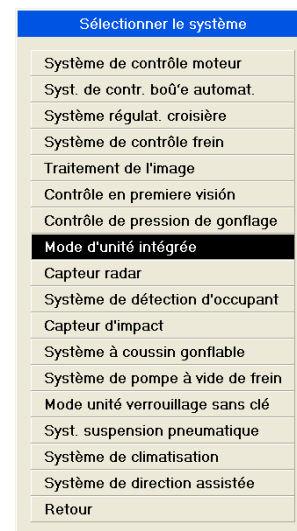 Sélectionner le système
Système de contrôle moteur
Syst. de contr. boû‘e automat.
Système régulat. croisière
Système de contrôle frein
Traitement de l'image
Contrôle en premiere visión
Contrôle de pression de gonflage
Mode d'unité intégrée
Capteur radar
Système de détection d'occupant
Capteur d'impact
Système à coussin gonflable
Système de pompe à vide de frein
Mode unité verrouillage sans clé
Syst. suspension pneumatique
Système de climatisation
Système de direction assistée
Retour